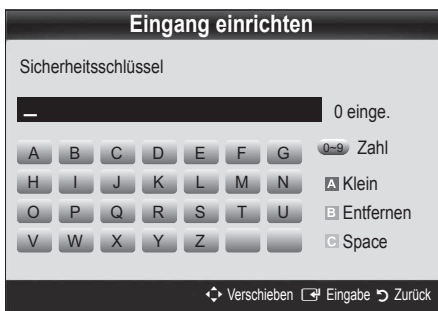 Eingang einrichten
Sicherheitsschlüssel
_ 0 einge.
A B C D E F G 0~9 Zahl
H I J K L M N A Klein
O P Q R S T U B Entfernen
V W X Y Z C Space
Verschieben Eingabe Zurück